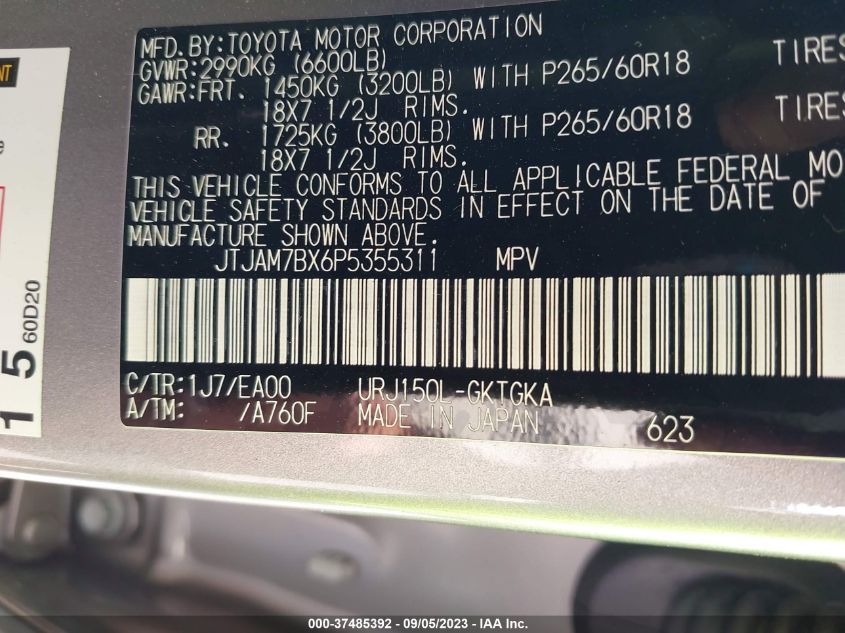 MFD. BY:TOYOTA MOTOR CORPORATION
GVWR:2990KG (6600LB)
GAWR:FRT. 1450KG (3200LB) WITH P265/60R18 TIRES
18X7 1/2J RIMS.
RR. 1725KG (3800LB) WITH P265/60R18 TIRES
18X7 1/2J RIMS.
THIS VEHICLE CONFORMS TO ALL APPLICABLE FEDERAL MO
VEHICLE SAFETY STANDARDS IN EFFECT ON THE DATE OF
MANUFACTURE SHOWN ABOVE.
JTJAM7BX6P5355311 MPV
C/TR:1J7/EA00 URJ150L-GKTGKA
A/TM: /A760F MADE IN JAPAN 623
NT
e
1 5
60D20
000-37485392 - 09/05/2023 - IAA Inc.